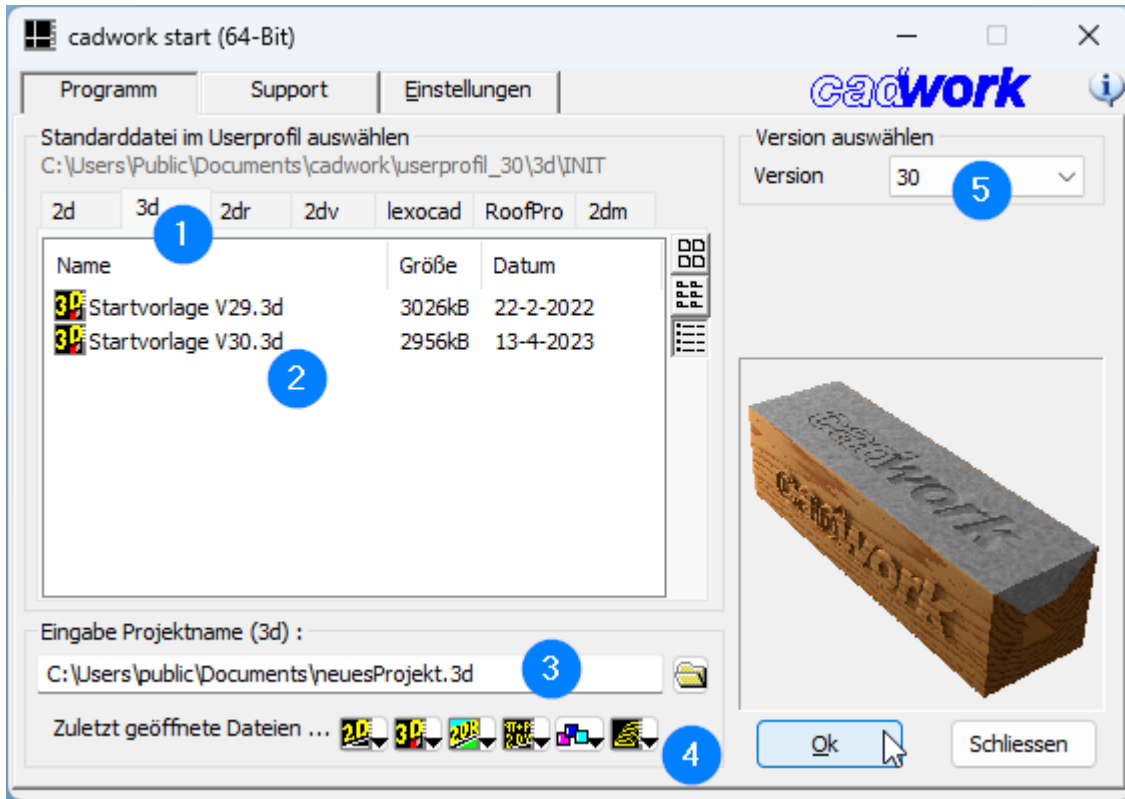 cadwork start (64-Bit)
Programm Support Einstellungen cadwork
Standarddatei im Userprofil auswählen
C:\Users\Public\Documents\cadwork\userprofil_30\3d\INIT
2d 3d 2dr 2dv lexocad RoofPro 2dm
1
Name Größe Datum
Startvorlage V29.3d 3026kB 22-2-2022
Startvorlage V30.3d 2956kB 13-4-2023
2
Eingabe Projektname (3d) :
C:\Users\public\Documents\neuesProjekt.3d
3
Zuletzt geöffnete Dateien ...
4
Version auswählen
Version 30
5
cadwork
cadwork
Ok Schliessen